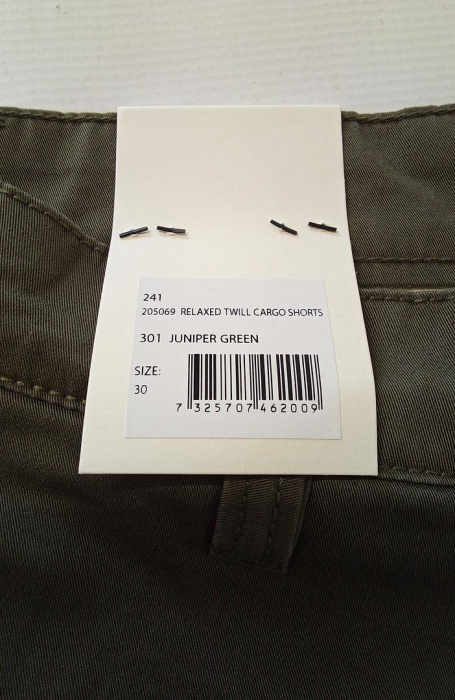 241
205069 RELAXED TWILL CARGO SHORTS
301 JUNIPER GREEN
SIZE:
30
7 325707 462009